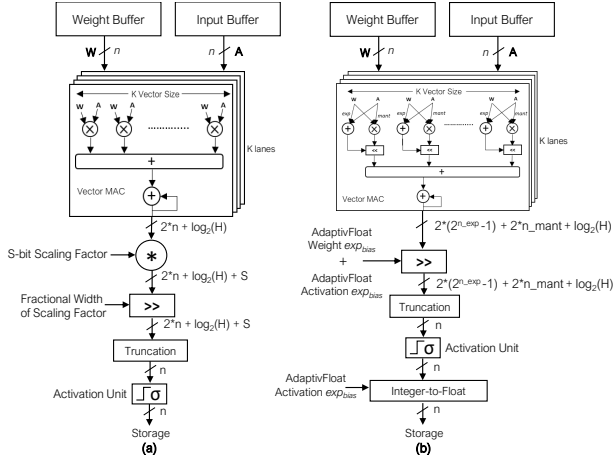 Weight Buffer
Input Buffer
W n
n A
K Vector Size
W A W A W A
K lanes
+
Vector MAC
+
2*n + log2(H)
S-bit Scaling Factor
*
2*n + log2(H) + S
Fractional Width
of Scaling Factor
>>
2*n + log2(H) + S
Truncation
n
Activation Unit
σ
n
Storage
(a)
Weight Buffer
Input Buffer
W n
n A
K Vector Size
W A W A W A
exp mant exp mant exp mant
<< << <<
K lanes
+
Vector MAC
+
2*(2^n_exp-1) + 2*n_mant + log2(H)
AdaptivFloat
Weight exp_bias
+
AdaptivFloat
Activation exp_bias
>>
2*(2^n_exp-1) + 2*n_mant + log2(H)
Truncation
n
σ
Activation Unit
n
AdaptivFloat
Activation exp_bias
Integer-to-Float
n
Storage
(b)